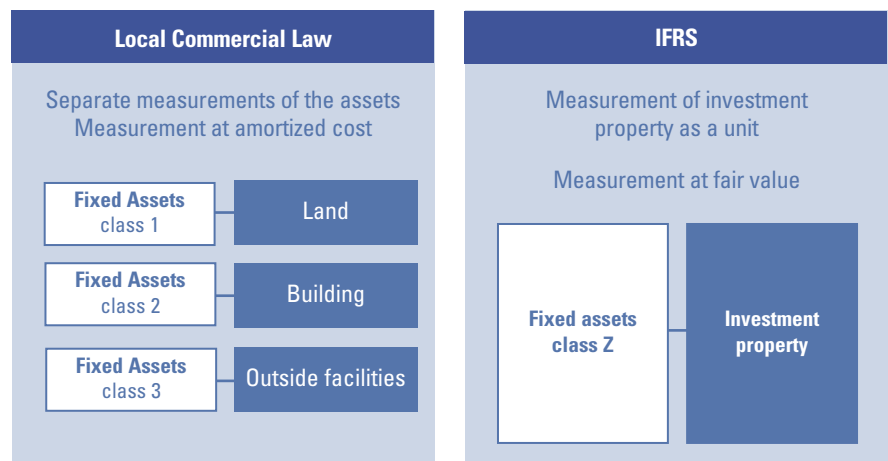 Local Commercial Law
Separate measurements of the assets
Measurement at amortized cost
Fixed Assets
class 1
Land
Fixed Assets
class 2
Building
Fixed Assets
class 3
Outside facilities
IFRS
Measurement of investment
property as a unit
Measurement at fair value
Fixed assets
class Z
Investment
property